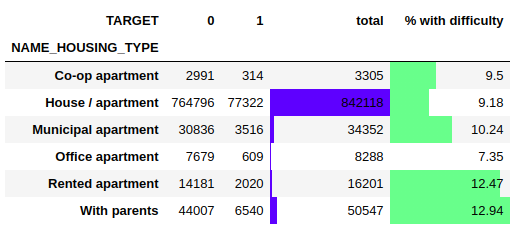 TARGET 0 1 total % with difficulty
NAME_HOUSING_TYPE
Co-op apartment 2991 314 3305 9.5
House / apartment 764796 77322 842118 9.18
Municipal apartment 30836 3516 34352 10.24
Office apartment 7679 609 8288 7.35
Rented apartment 14181 2020 16201 12.47
With parents 44007 6540 50547 12.94